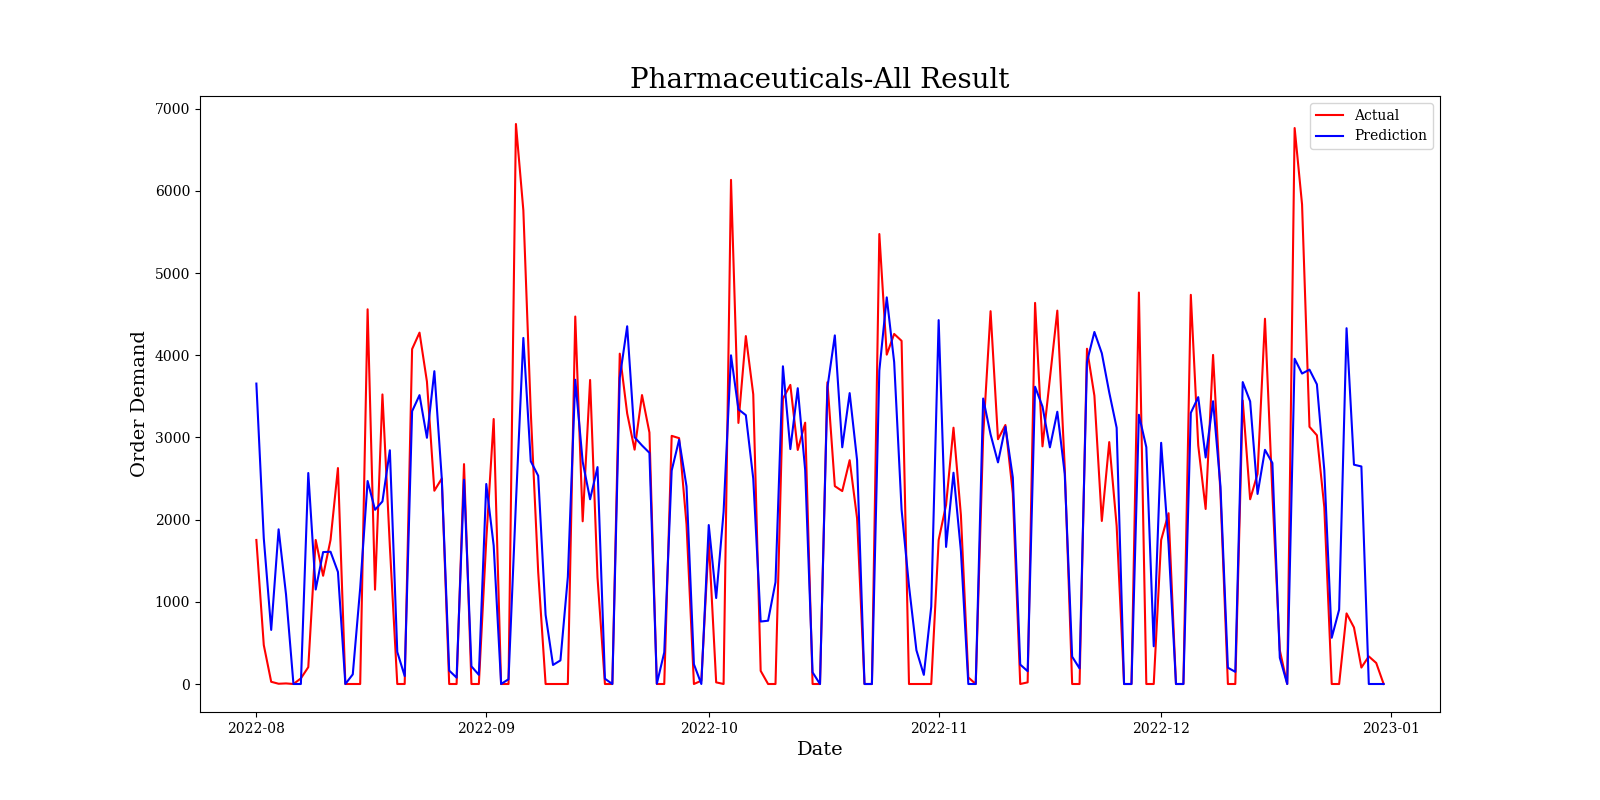 Pharmaceuticals-All Result
7000
6000
5000
4000
3000
2000
1000
0
Order Demand
Actual
Prediction
2022-08 2022-09 2022-10 2022-11 2022-12 2023-01
Date